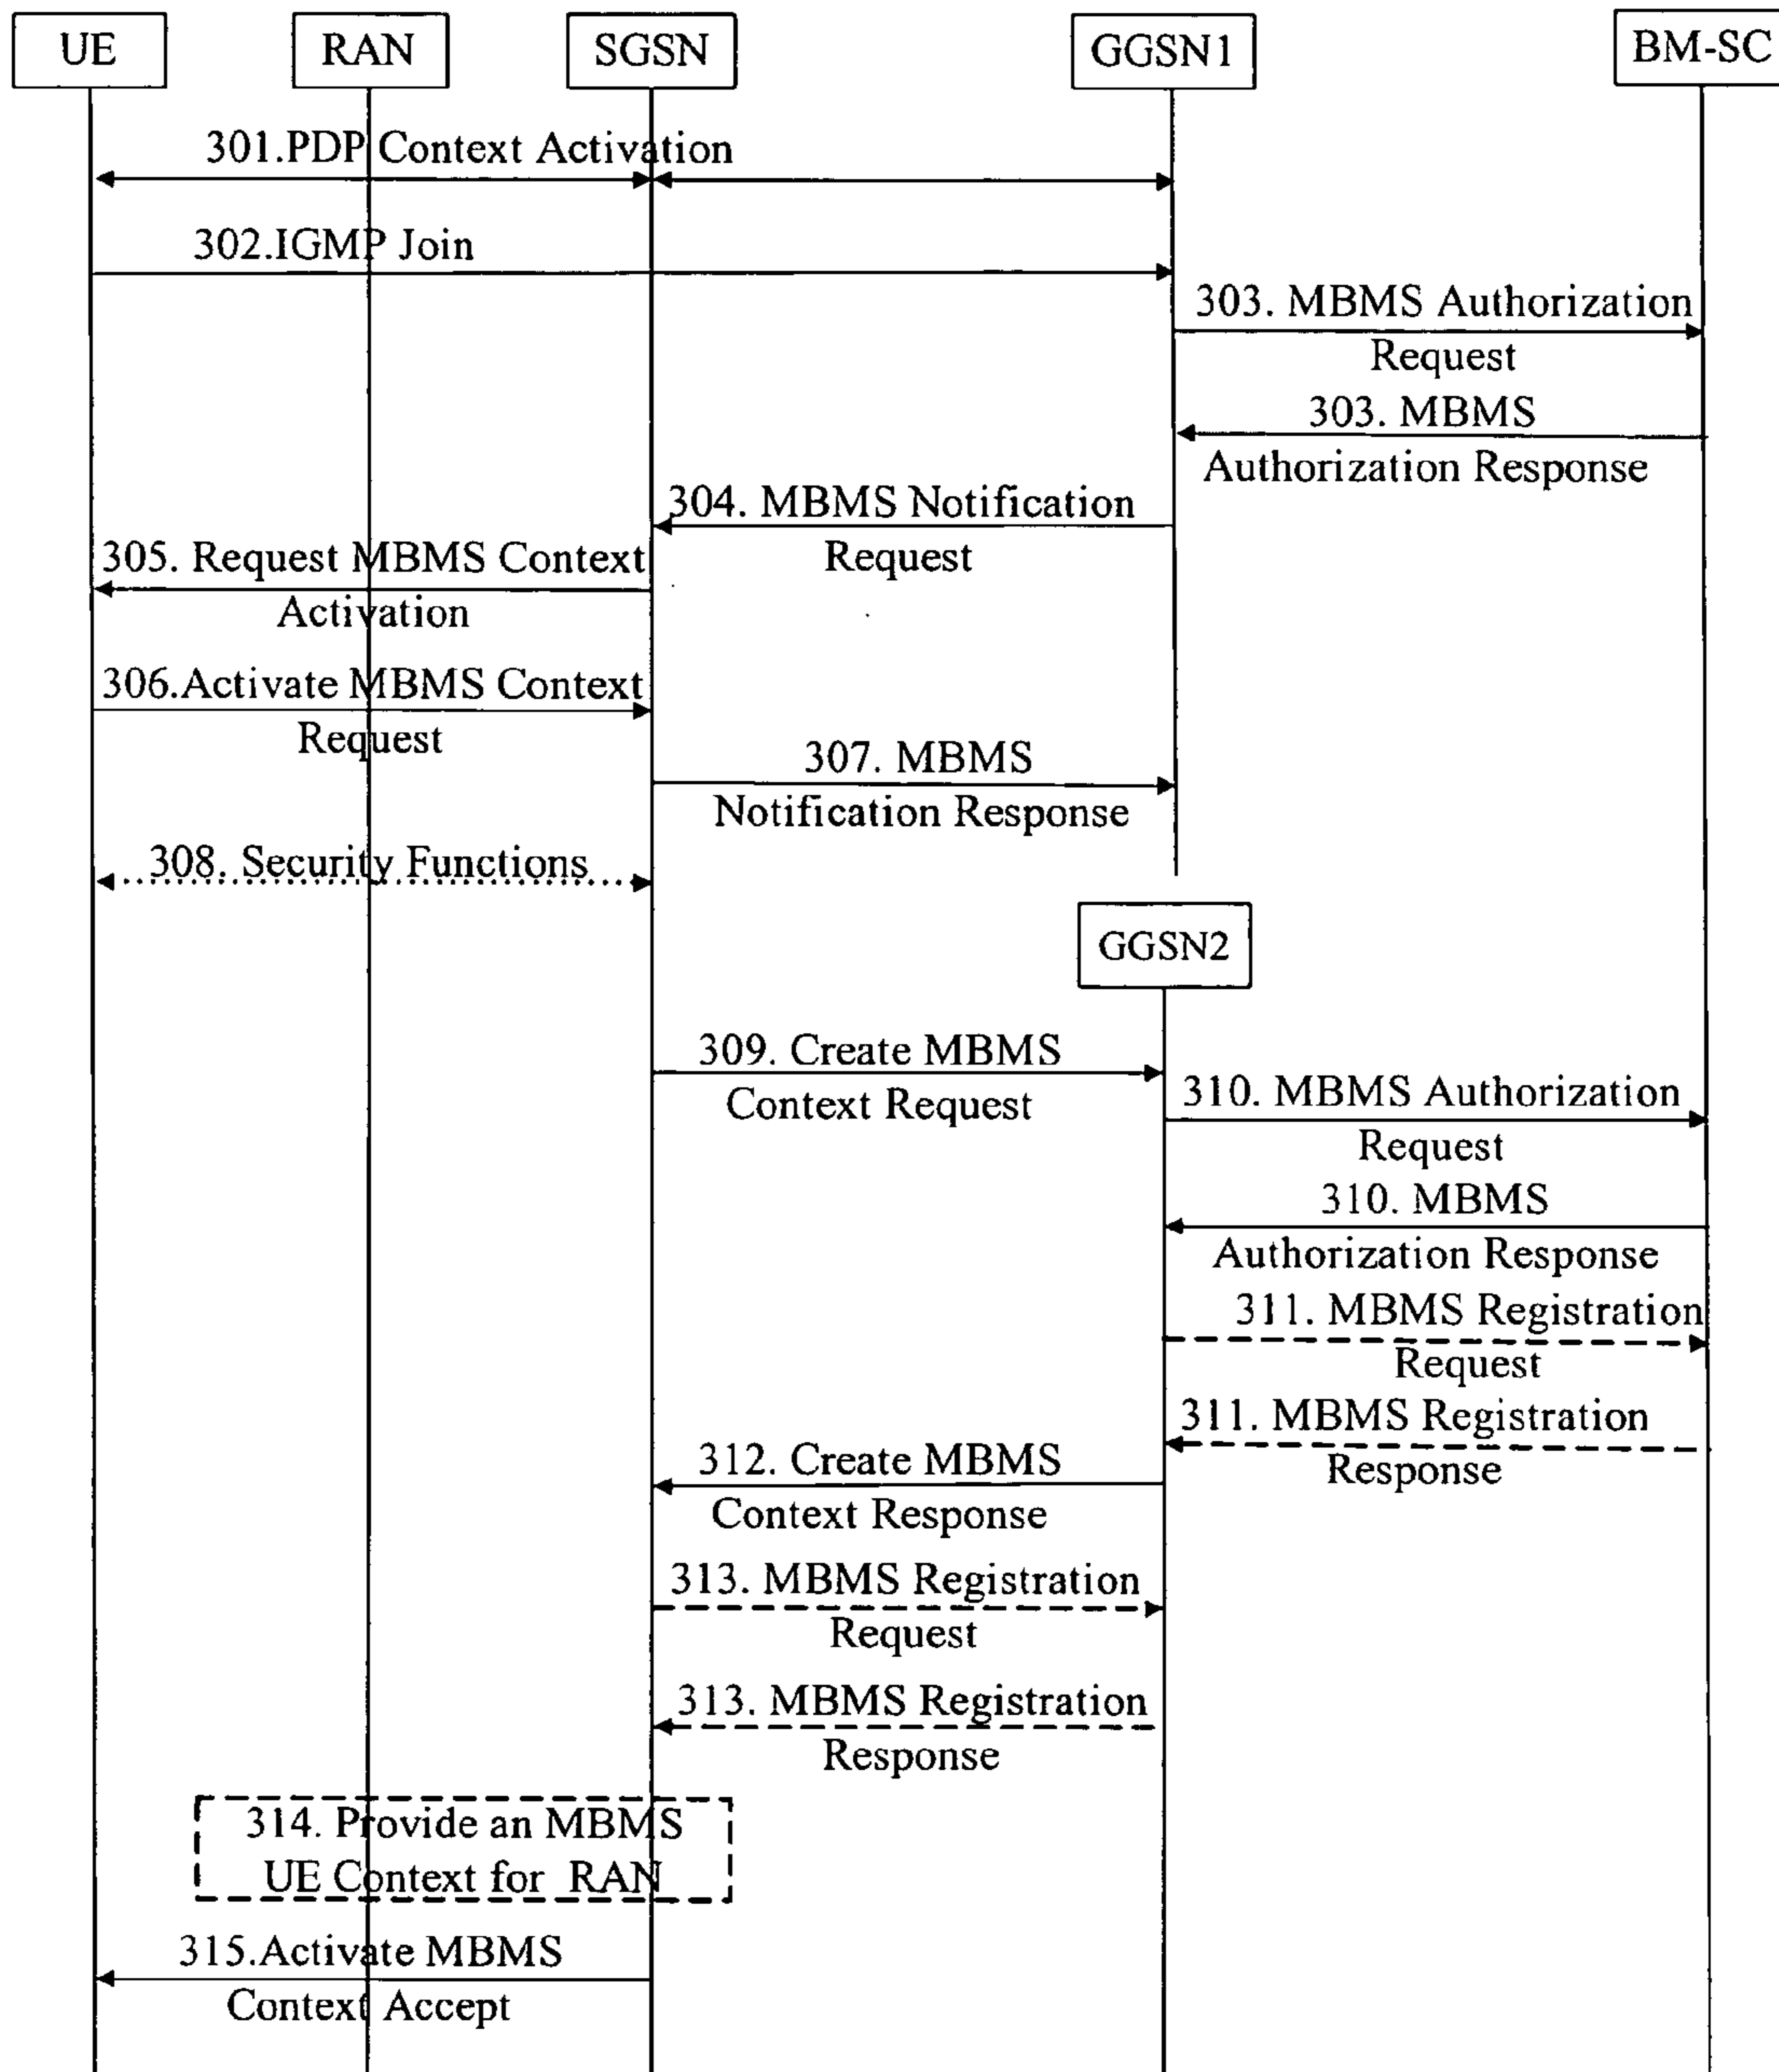 UE
RAN
SGSN
GGSN1
BM-SC
301.PDP Context Activation
302.IGMP Join
303. MBMS Authorization
Request
303. MBMS
Authorization Response
304. MBMS Notification
Request
305. Request MBMS Context
Activation
306.Activate MBMS Context
Request
307. MBMS
Notification Response
308. Security Functions
GGSN2
309. Create MBMS
Context Request
310. MBMS Authorization
Request
310. MBMS
Authorization Response
311. MBMS Registration
Request
311. MBMS Registration
Response
312. Create MBMS
Context Response
313. MBMS Registration
Request
313. MBMS Registration
Response
314. Provide an MBMS
UE Context for RAN
315.Activate MBMS
Context Accept